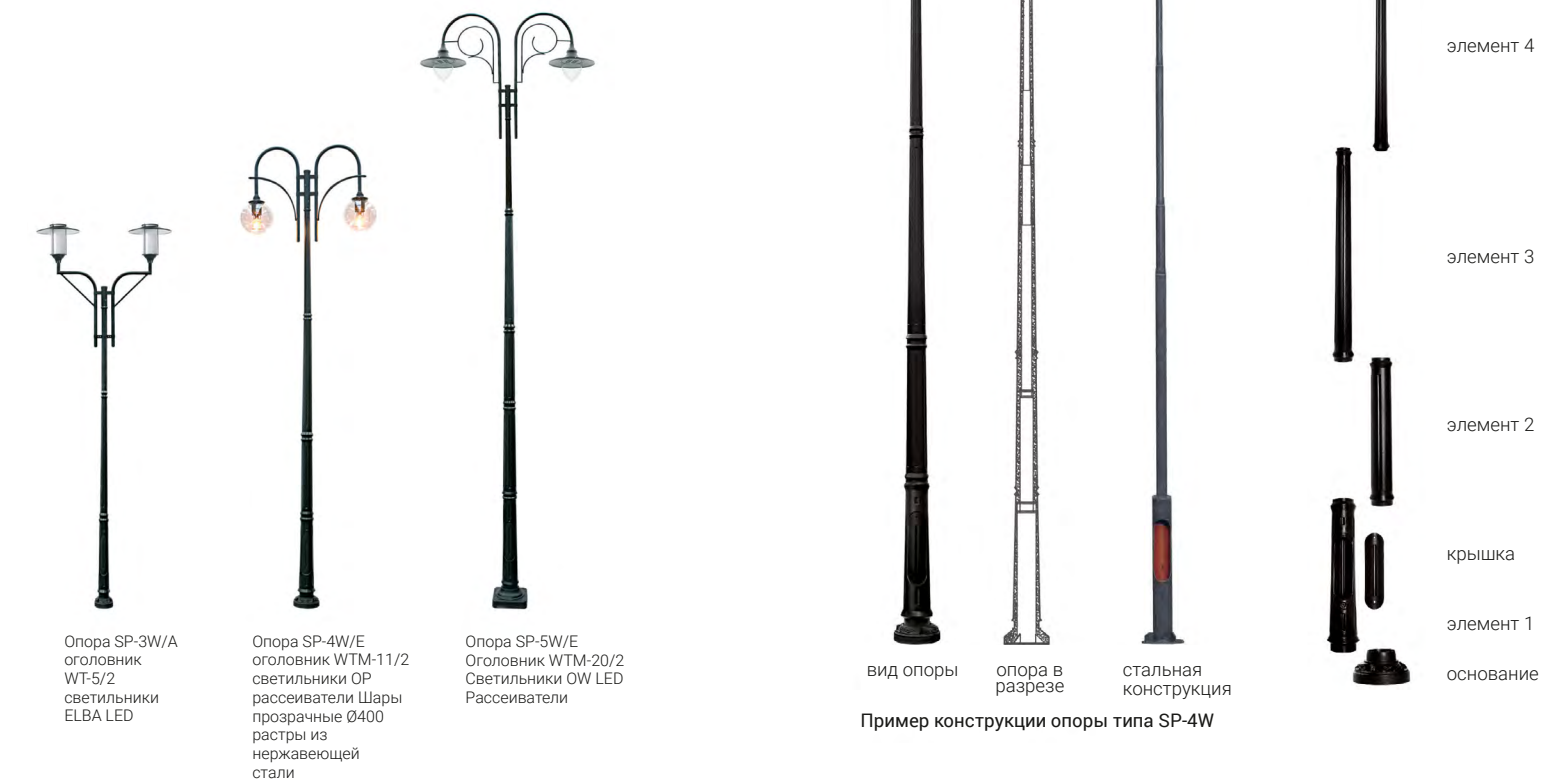 Опора SP-3W/A
оголовник
WT-5/2
светильники
ELBA LED
Опора SP-4W/E
оголовник WTM-11/2
светильники OP
рассеиватели Шары
прозрачные Ø400
растры из
нержавеющей
стали
Опора SP-5W/E
Оголовник WTM-20/2
Светильники OW LED
Рассеиватели
вид опоры
опора в
разрезе
стальная
конструкция
Пример конструкции опоры типа SP-4W
элемент 4
элемент 3
элемент 2
крышка
элемент 1
основание